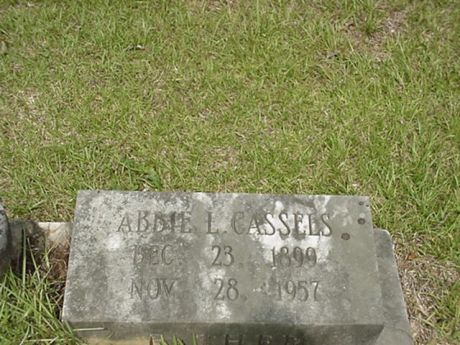 ABBIE L. CASSELS
DEC. 23. 1899
NOV 28. 1957